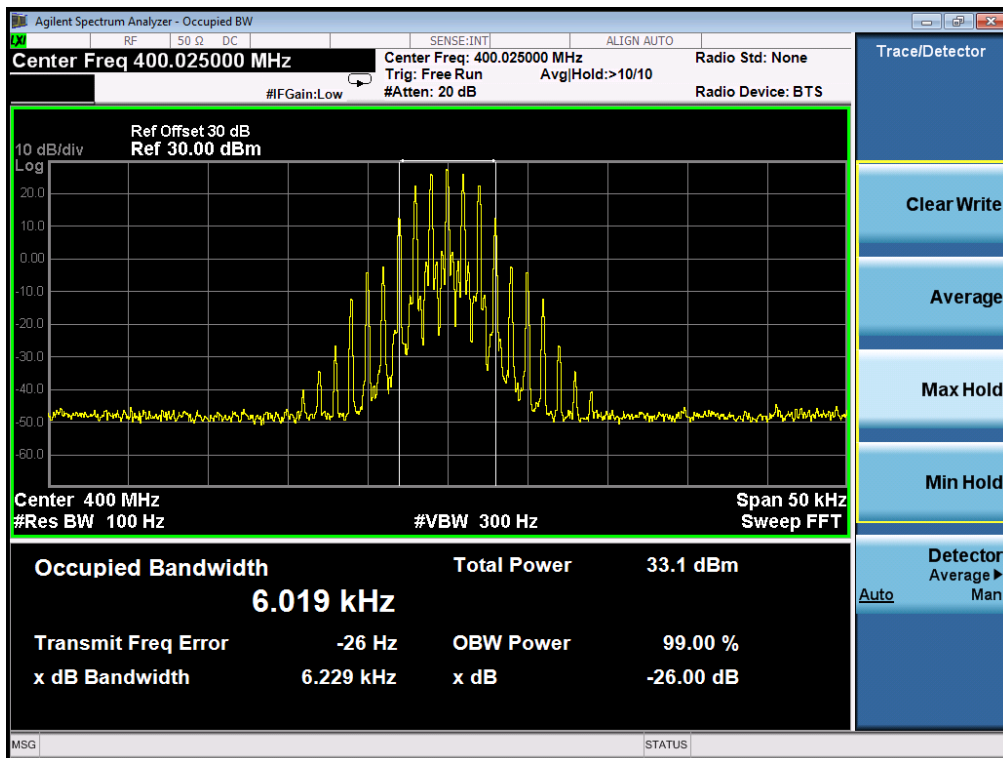 Agilent Spectrum Analyzer - Occupied BW
LXI RF 50 Ω DC SENSE:INT ALIGN AUTO
Center Freq 400.025000 MHz
#IFGain:Low
Center Freq: 400.025000 MHz
Trig: Free Run Avg|Hold:>10/10
#Atten: 20 dB
Radio Std: None
Radio Device: BTS
Ref Offset 30 dB
10 dB/div Ref 30.00 dBm
Log
20.0
10.0
0.00
-10.0
-20.0
-30.0
-40.0
-50.0
-60.0
Center 400 MHz Span 50 kHz
#Res BW 100 Hz #VBW 300 Hz Sweep FFT
Occupied Bandwidth Total Power 33.1 dBm
6.019 kHz
Transmit Freq Error -26 Hz OBW Power 99.00 %
x dB Bandwidth 6.229 kHz x dB -26.00 dB
Trace/Detector
Clear Write
Average
Max Hold
Min Hold
Detector
Average
Auto Man
MSG STATUS